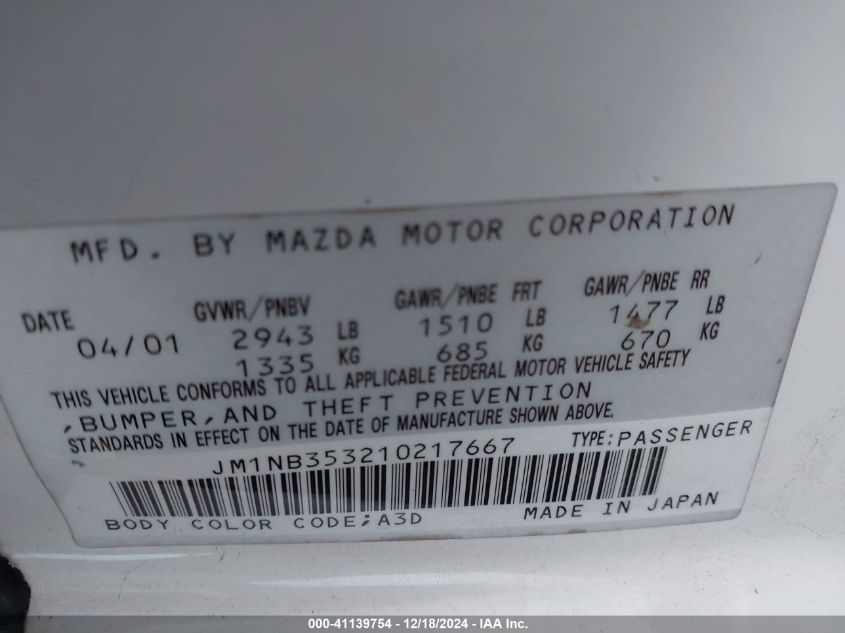 MFD. BY MAZDA MOTOR CORPORATION
DATE GVWR/PNBV GAWR/PNBE FRT GAWR/PNBE RR
04/01 2943 LB 1510 LB 1477 LB
1335 KG 685 KG 670 KG
THIS VEHICLE CONFORMS TO ALL APPLICABLE FEDERAL MOTOR VEHICLE SAFETY
,BUMPER,AND THEFT PREVENTION
STANDARDS IN EFFECT ON THE DATE OF MANUFACTURE SHOWN ABOVE.
JM1NB353210217667 TYPE:PASSENGER
BODY COLOR CODE;A3D MADE IN JAPAN
000-41139754 - 12/18/2024 - IAA Inc.